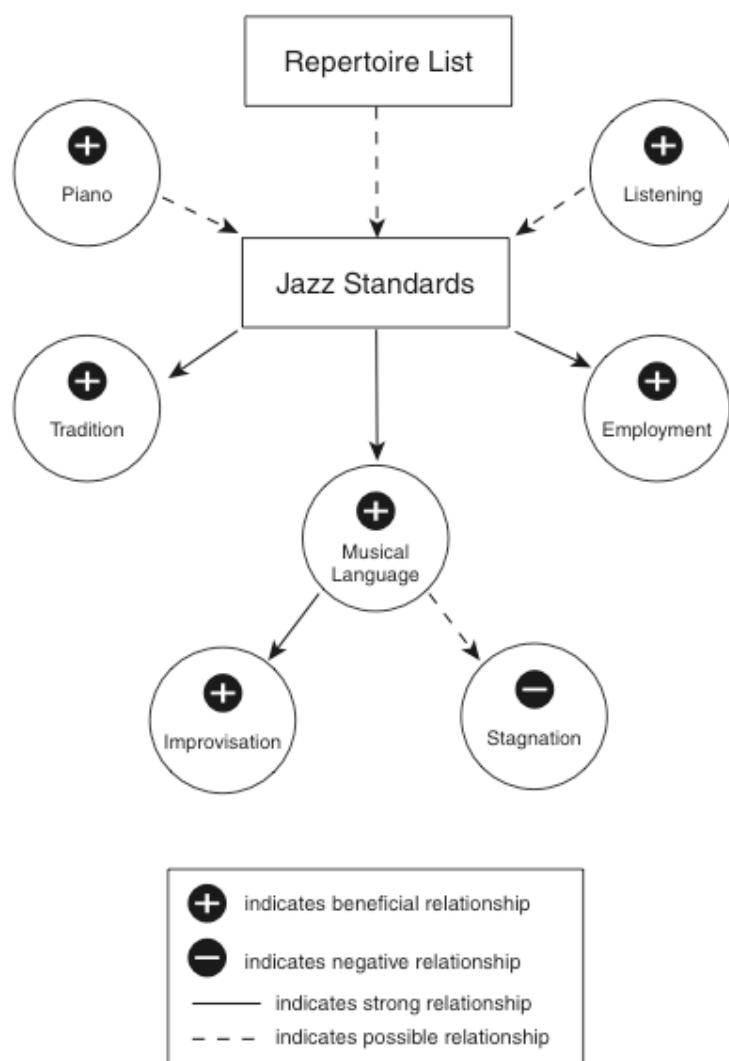 Repertoire List
Piano
Listening
Jazz Standards
Tradition
Employment
Musical
Language
Improvisation
Stagnation
indicates beneficial relationship
indicates negative relationship
indicates strong relationship
indicates possible relationship